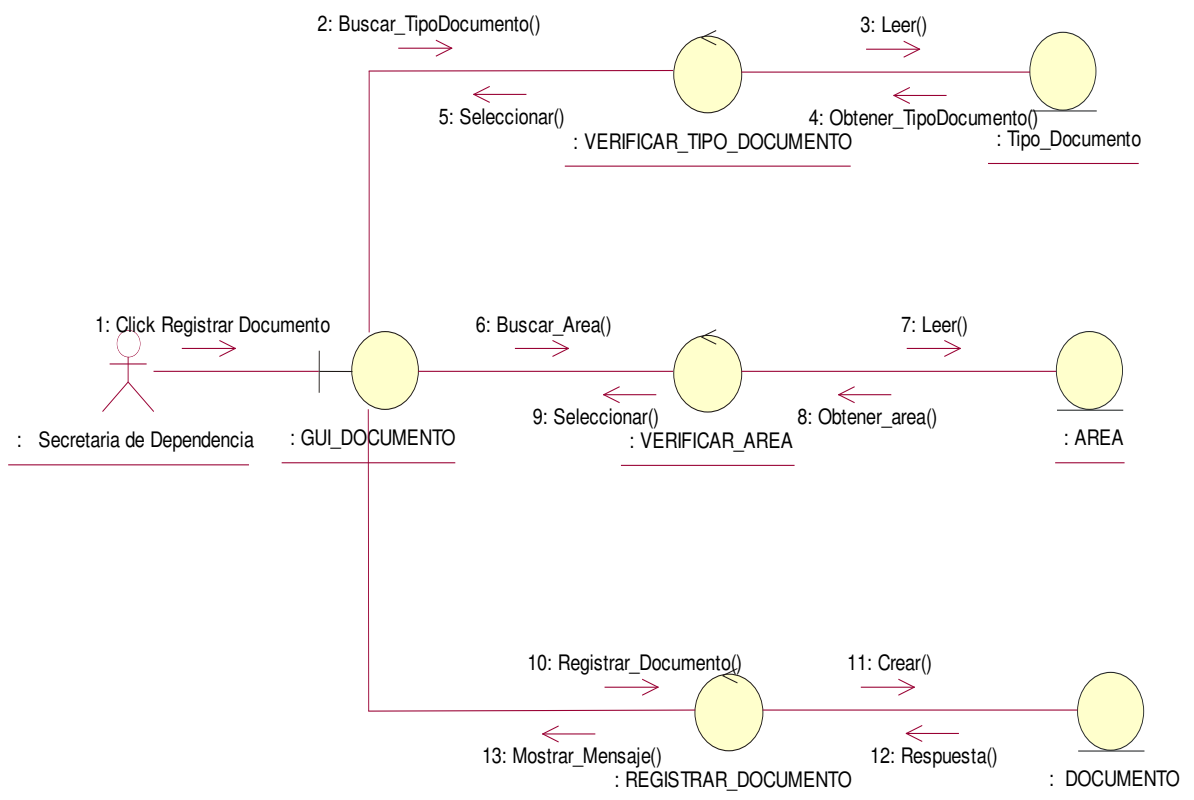 2: Buscar_TipoDocumento()
3: Leer()
5: Seleccionar()
4: Obtener_TipoDocumento()
: VERIFICAR_TIPO_DOCUMENTO
: Tipo_Documento
1: Click Registrar Documento
6: Buscar_Area()
7: Leer()
9: Seleccionar()
8: Obtener_area()
: Secretaria de Dependencia
: GUI_DOCUMENTO
: VERIFICAR_AREA
: AREA
10: Registrar_Documento()
11: Crear()
13: Mostrar_Mensaje()
12: Respuesta()
: REGISTRAR_DOCUMENTO
: DOCUMENTO